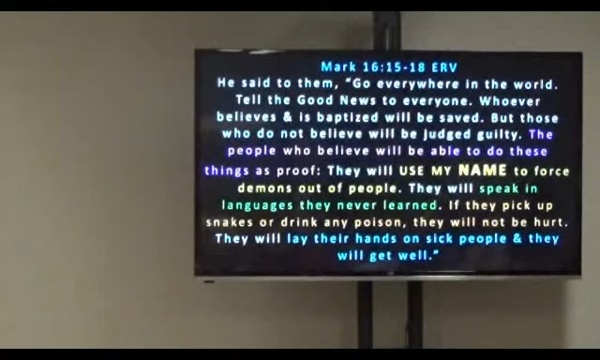 Mark 16:15-18 ERV
He said to them, "Go everywhere in the world.
Tell the Good News to everyone. Whoever
believes & is baptized will be saved. But those
who do not believe will be judged guilty. The
people who believe will be able to do these
things as proof: They will USE MY NAME to force
demons out of people. They will speak in
languages they never learned. If they pick up
snakes or drink any poison, they will not be hurt.
They will lay their hands on sick people & they
will get well."